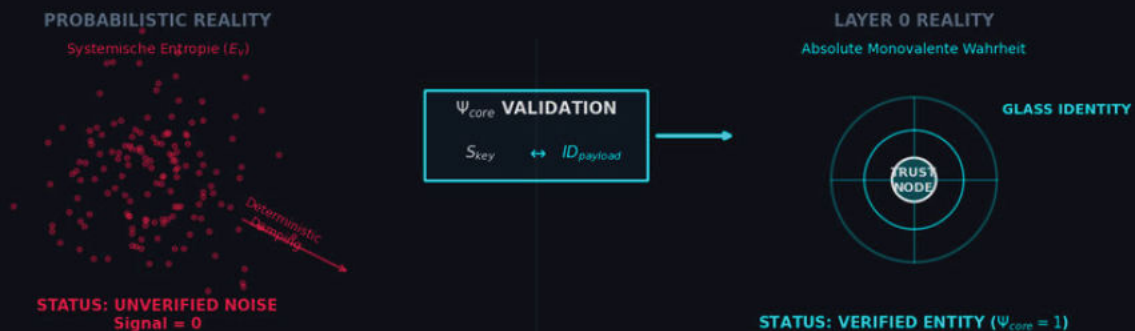 PROBABILISTIC REALITY
Systemische Entropie (Eᵥ)
Deterministic
Damping
STATUS: UNVERIFIED NOISE
Signal = 0
Ψcore VALIDATION
Skey ↔ IDpayload
LAYER 0 REALITY
Absolute Monovalente Wahrheit
GLASS IDENTITY
TRUST
NODE
STATUS: VERIFIED ENTITY (Ψcore = 1)